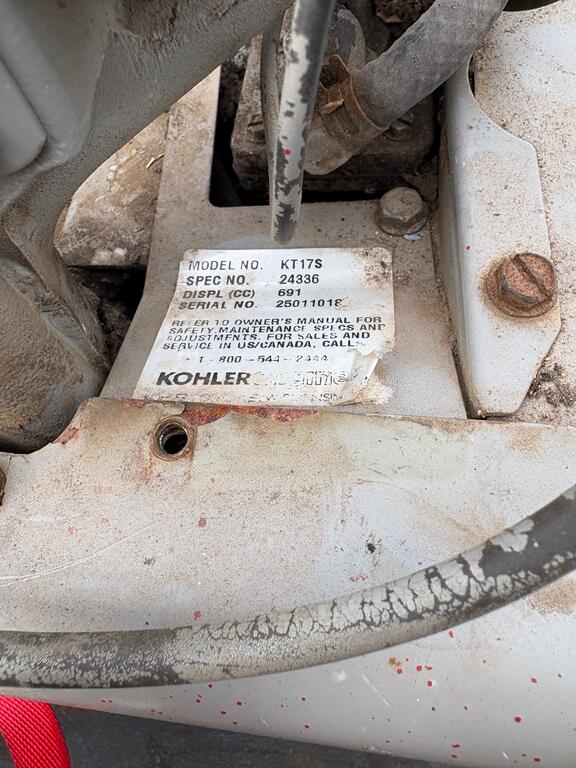 MODEL NO. KT17S
SPEC NO. 24336
DISPL (CC) 691
SERIAL NO. 25011018
REFER TO OWNER'S MANUAL FOR
SAFETY, MAINTENANCE SPECS AND
ADJUSTMENTS. FOR SALES AND
SERVICE IN US/CANADA, CALL:
1-800-544-2444
KOHLER